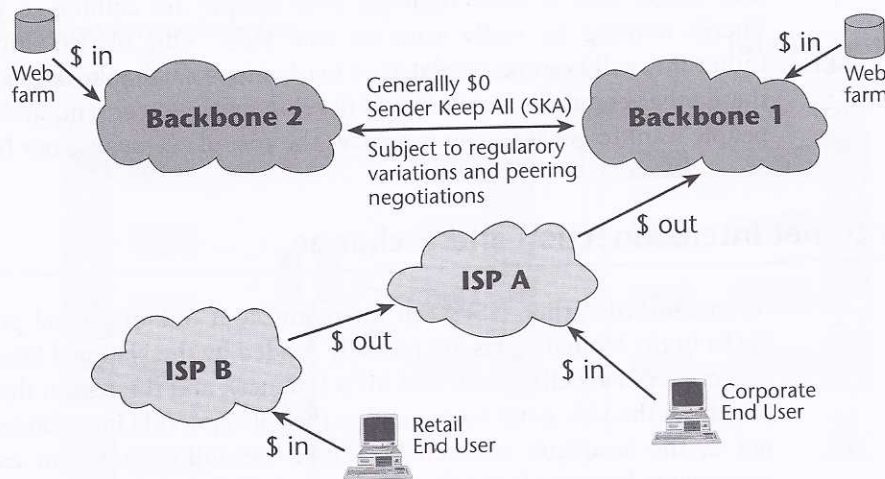 $ in
Web
farm
Backbone 2
Generallly $0
Sender Keep All (SKA)
Subject to regularory
variations and peering
negotiations
$ in
Web
farm
Backbone 1
$ out
ISP A
$ out
ISP B
$ in
Corporate
End User
$ in
Retail
End User